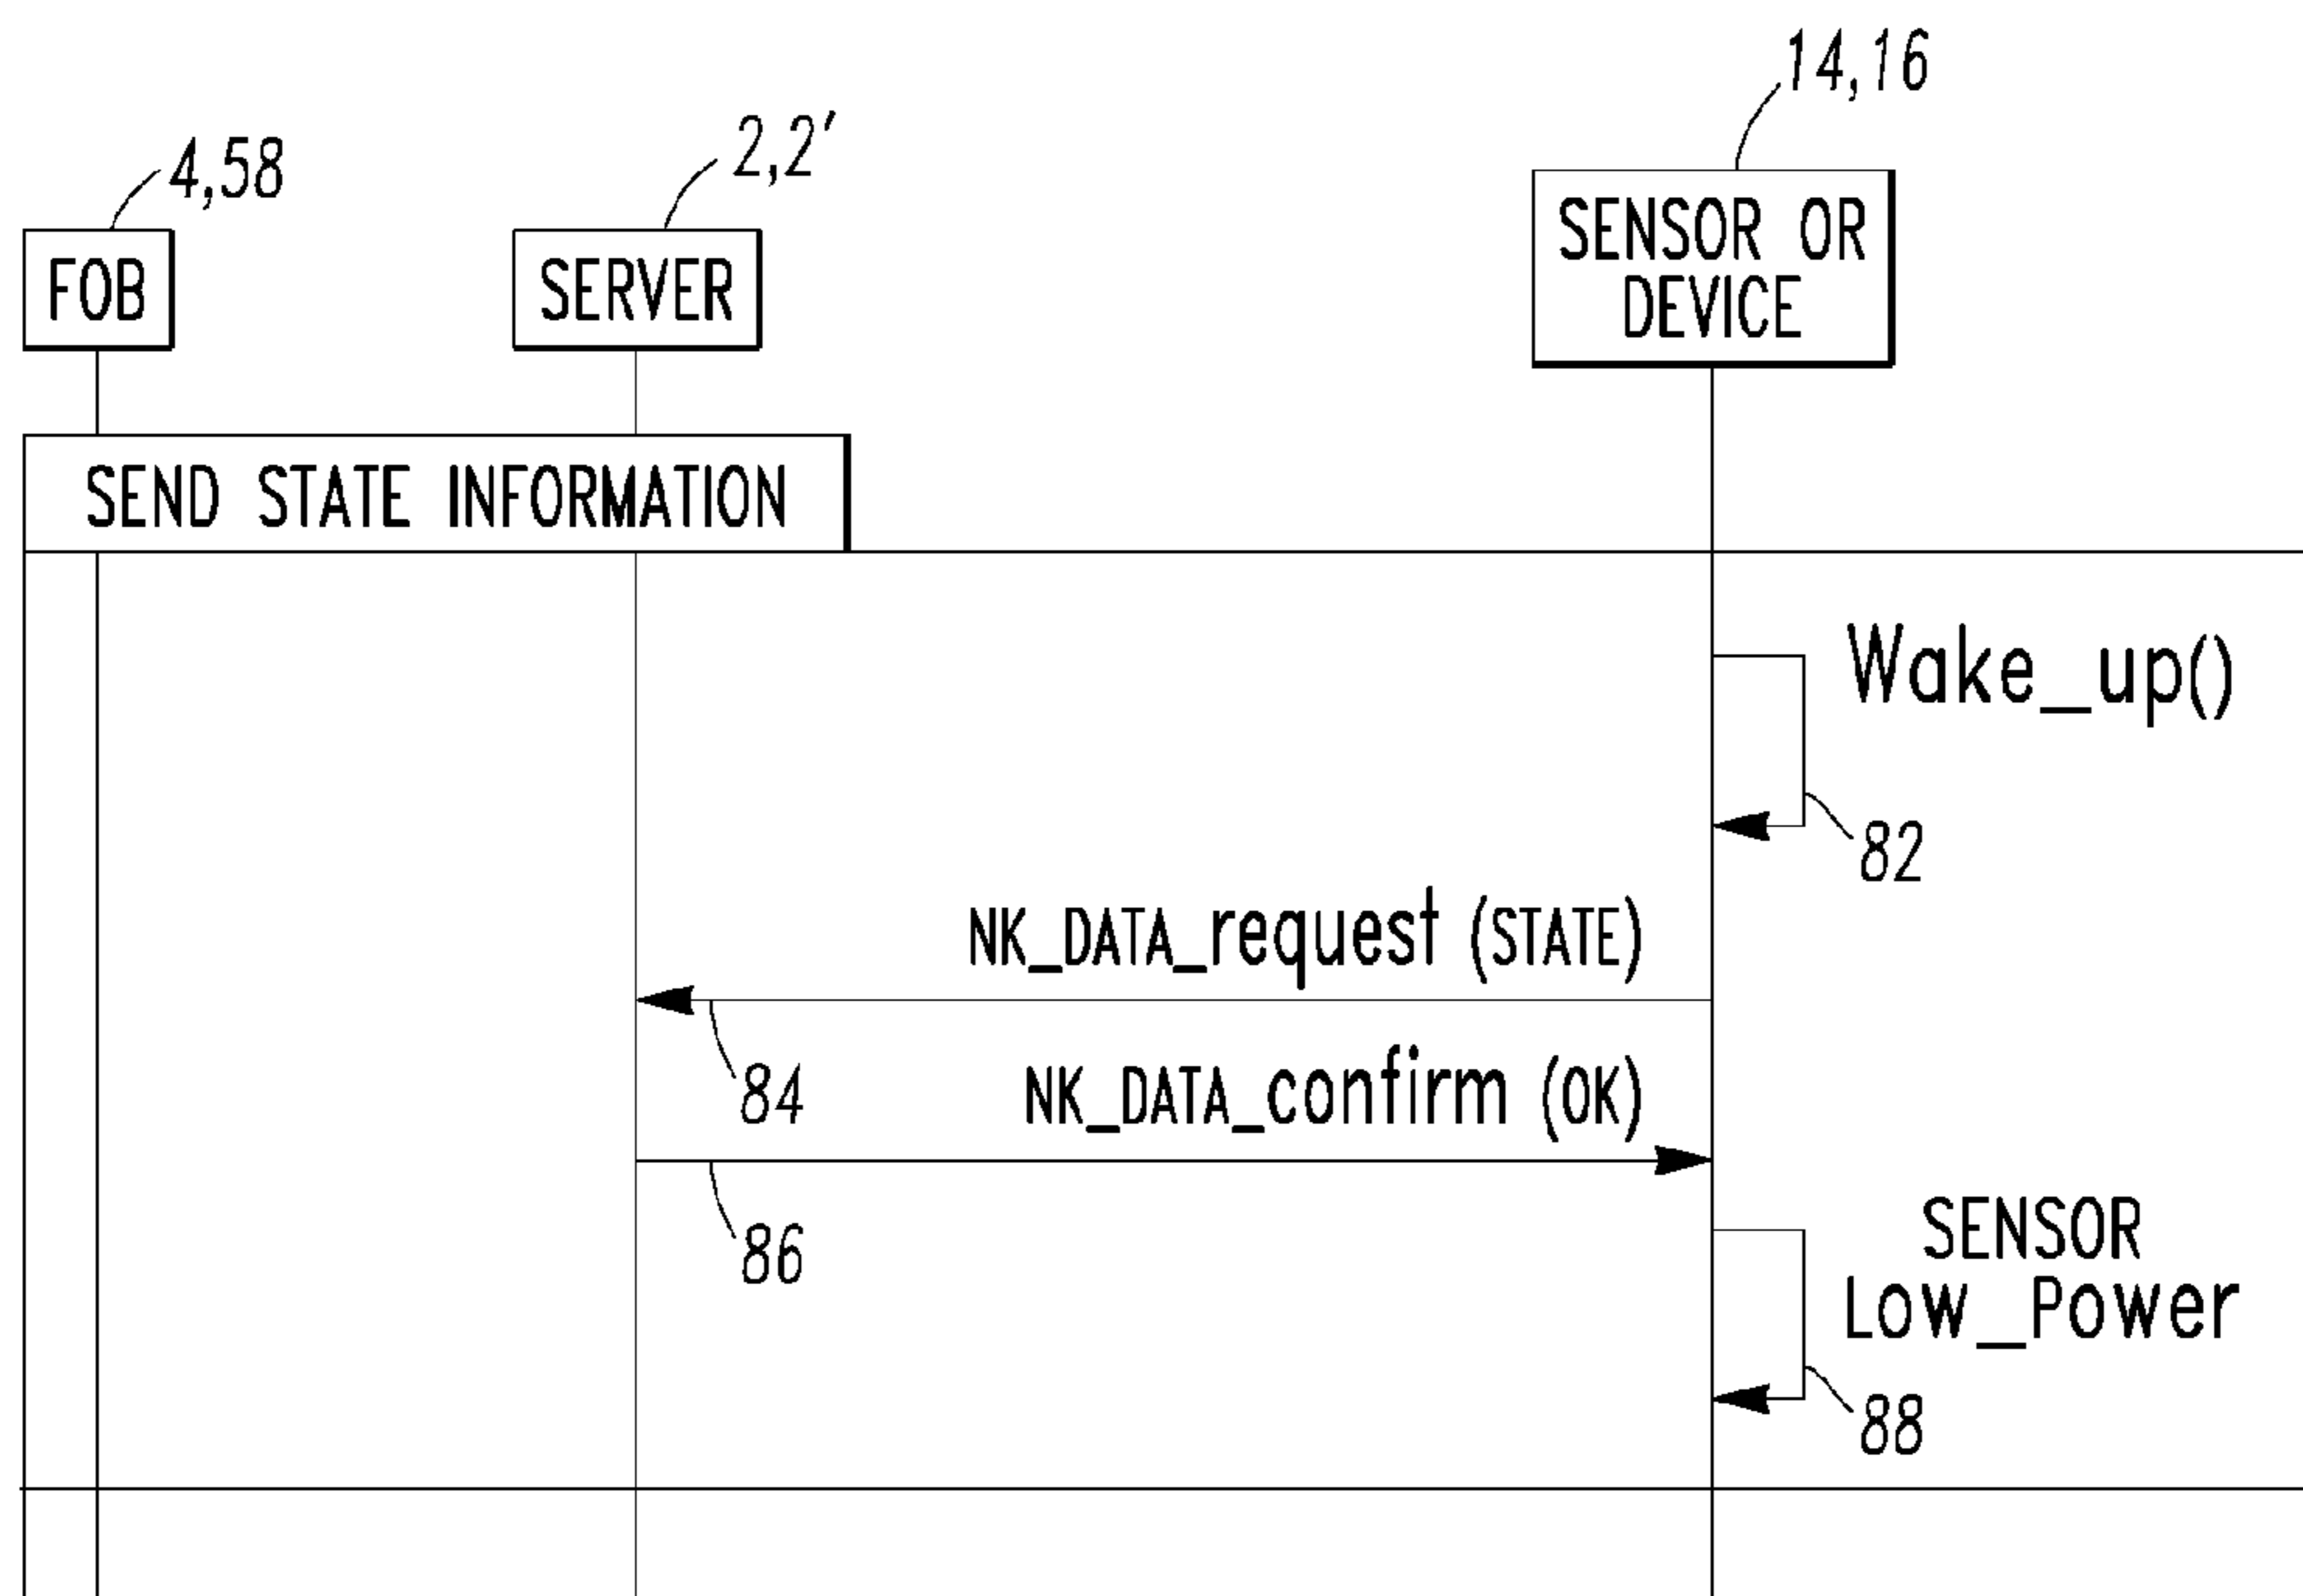 14,16
4,58
2,2'
FOB
SERVER
SENSOR OR
DEVICE
SEND STATE INFORMATION
Wake_up()
82
NK_DATA_request (STATE)
84
NK_DATA_confirm (OK)
86
SENSOR
Low_Power
88